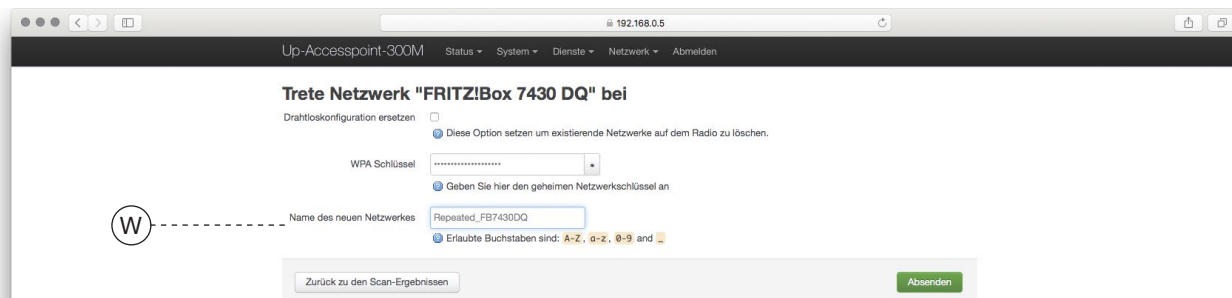 192.168.0.5
Up-Accesspoint-300M Status System Dienste Netzwerk Abmelden
Trete Netzwerk "FRITZ!Box 7430 DQ" bei
Drahtloskonfiguration ersetzen
Diese Option setzen um existierende Netzwerke auf dem Radio zu löschen.
WPA Schlüssel •••••••••••••••••••• *
Geben Sie hier den geheimen Netzwerkschlüssel an
W Name des neuen Netzwerkes Repeated_FB7430DQ
Erlaubte Buchstaben sind: A-Z, a-z, 0-9 and _
Zurück zu den Scan-Ergebnissen Absenden